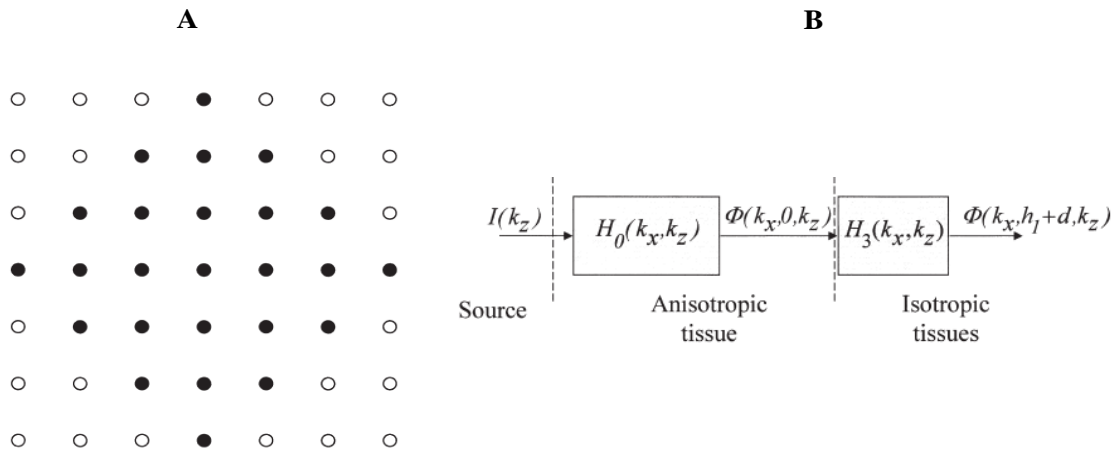 A
B
I(k_z)
H_0(k_x,k_z)
Φ(k_x,0,k_z)
H_3(k_x,k_z)
Φ(k_x,h_1+d,k_z)
Source
Anisotropic
tissue
Isotropic
tissues